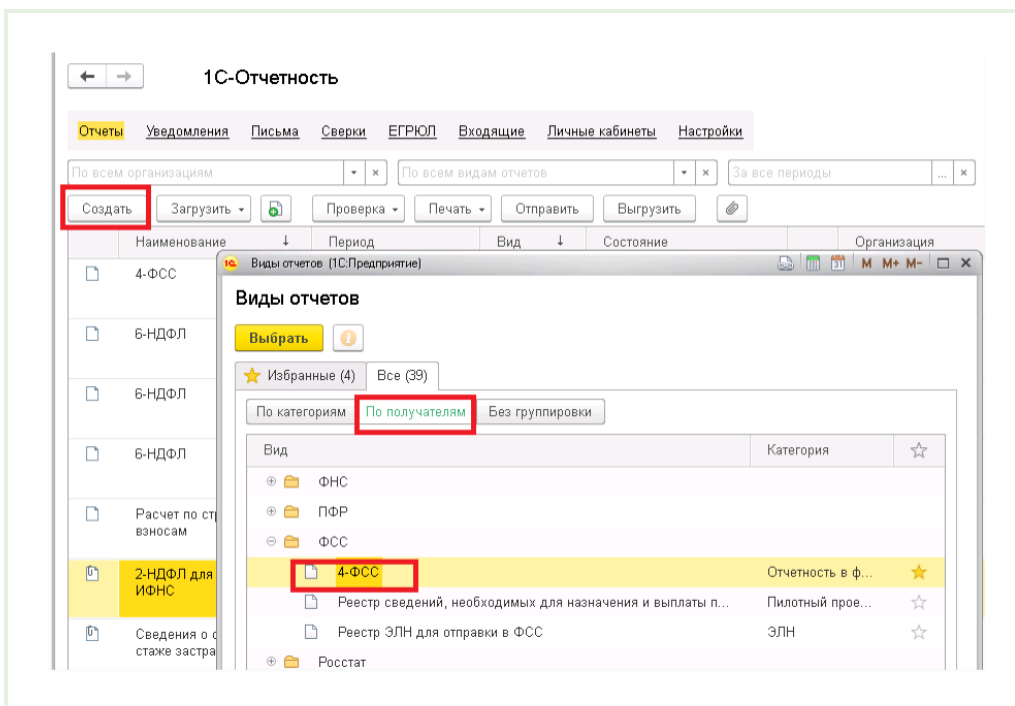 1С-Отчетность
Отчеты Уведомления Письма Сверки ЕГРЮЛ Входящие Личные кабинеты Настройки
По всем организациям По всем видам отчетов За все периоды ...
Создать Загрузить Проверка Печать Отправить Выгрузить
Наименование ↓ Период Вид ↓ Состояние Организация
1С Виды отчетов (1С:Предприятие) 31 M M+ M-
4-ФСС
Виды отчетов
6-НДФЛ
Выбрать
Избранные (4) Все (39)
6-НДФЛ
По категориям По получателям Без группировки
6-НДФЛ
Вид Категория
ФНС
Расчет по стр
ПФР
взносам
ФСС
2-НДФЛ для
4-ФСС Отчетность в ф...
ИФНС
Реестр сведений, необходимых для назначения и выплаты п... Пилотный прое...
Сведения о с
Реестр ЭЛН для отправки в ФСС ЭЛН
стаже застра
Росстат